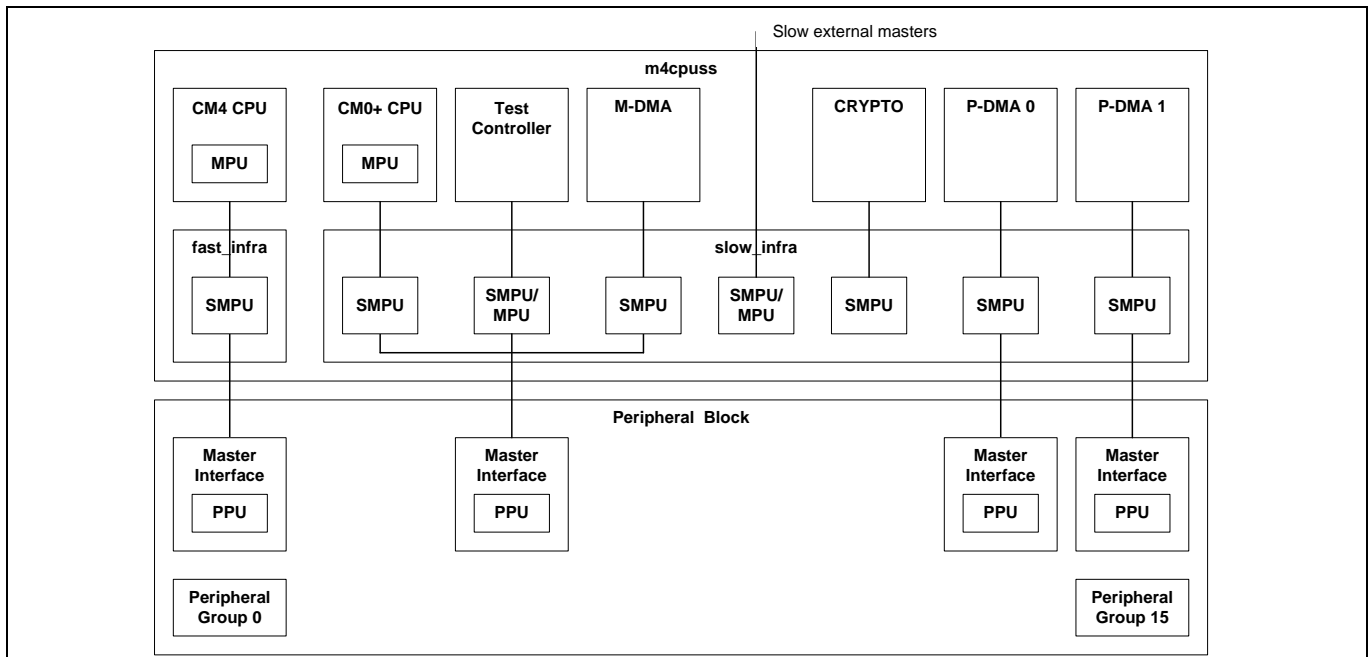 Slow external masters
m4cpuss
CM4 CPU
MPU
CM0+ CPU
MPU
Test
Controller
M-DMA
CRYPTO
P-DMA 0
P-DMA 1
fast_infra
SMPU
slow_infra
SMPU
SMPU/
MPU
SMPU
SMPU/
MPU
SMPU
SMPU
SMPU
Peripheral Block
Master
Interface
PPU
Master
Interface
PPU
Master
Interface
PPU
Master
Interface
PPU
Peripheral
Group 0
Peripheral
Group 15